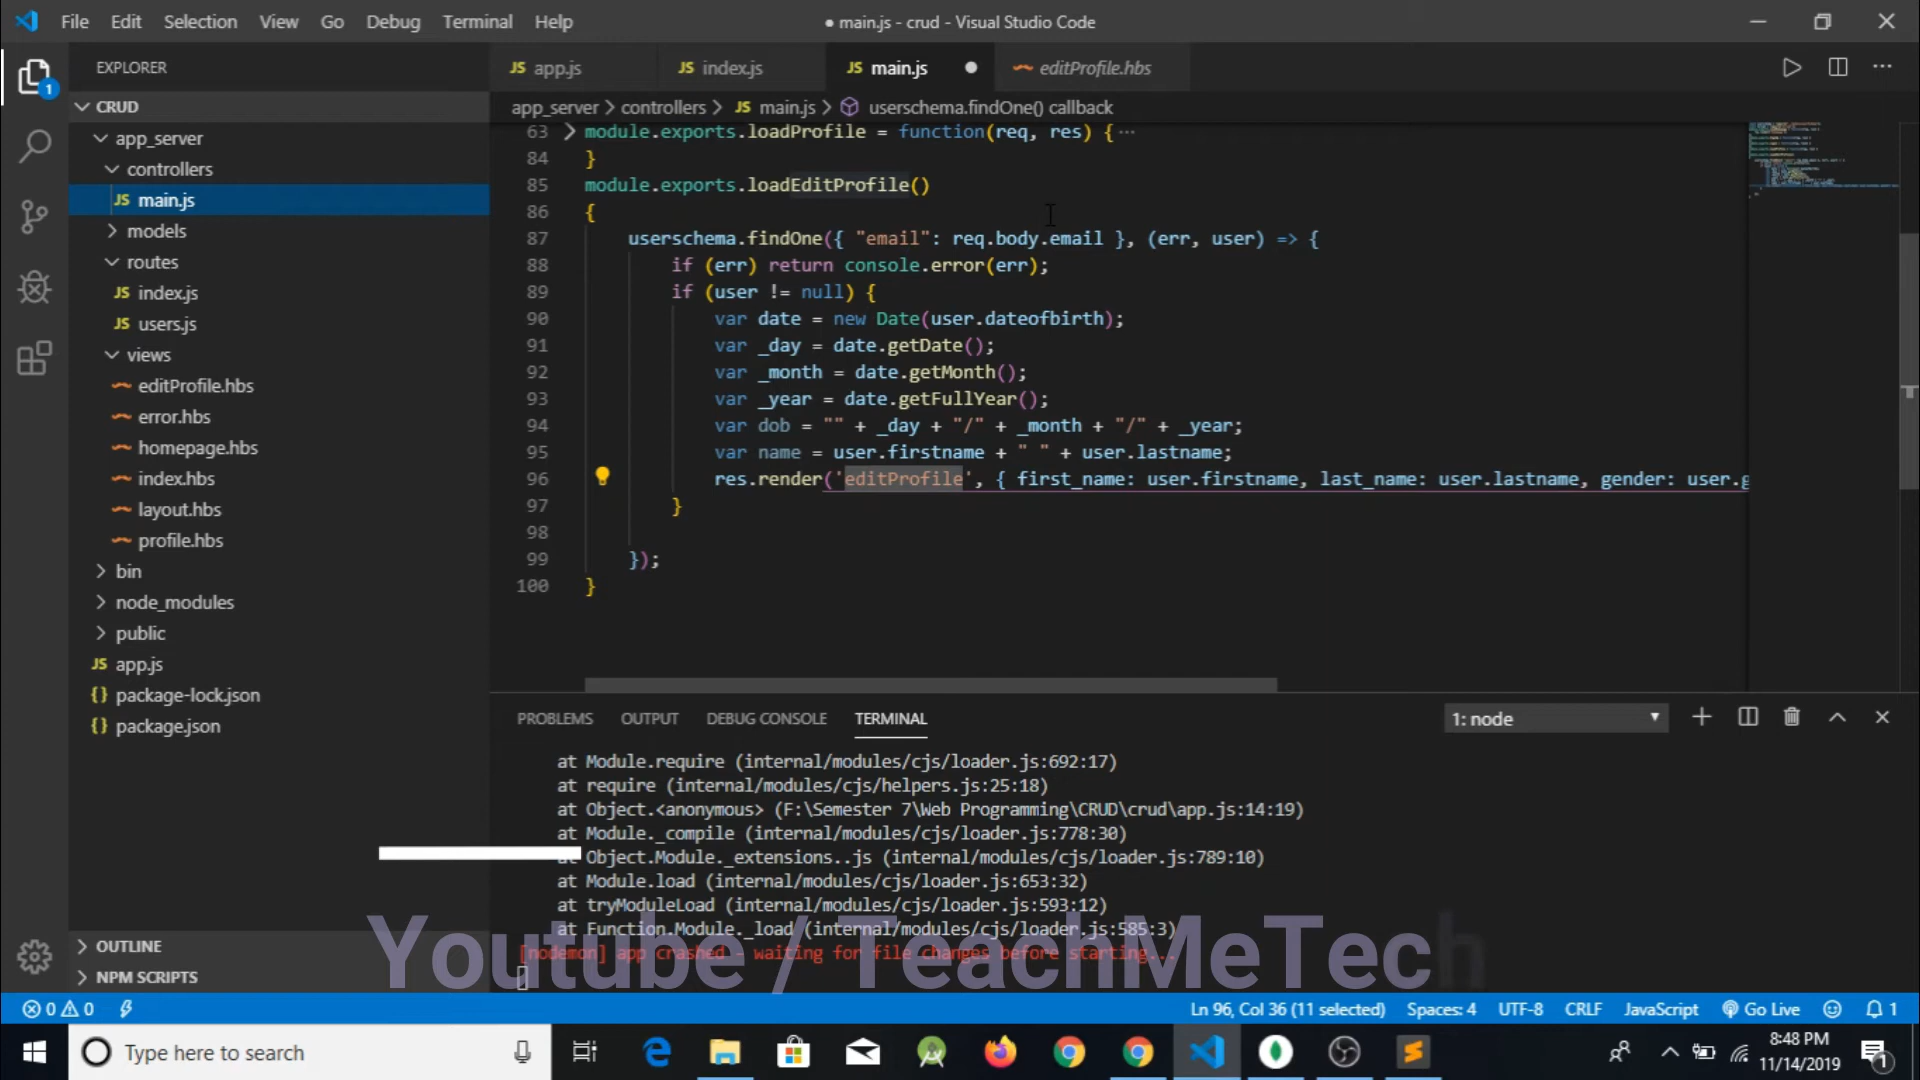 File Edit Selection View Go Debug Terminal Help
● main.js - crud - Visual Studio Code
EXPLORER
CRUD
app_server
controllers
JS main.js
models
routes
JS index.js
JS users.js
views
editProfile.hbs
error.hbs
homepage.hbs
index.hbs
layout.hbs
profile.hbs
bin
node_modules
public
JS app.js
{} package-lock.json
{} package.json
OUTLINE
NPM SCRIPTS
1
JS app.js JS index.js JS main.js ● editProfile.hbs
app_server > controllers > JS main.js > userschema.findOne() callback
63 > module.exports.loadProfile = function(req, res) {⋯
84 }
85 module.exports.loadEditProfile()
86 {
87 userschema.findOne({ "email": req.body.email }, (err, user) => {
88 if (err) return console.error(err);
89 if (user != null) {
90 var date = new Date(user.dateofbirth);
91 var _day = date.getDate();
92 var _month = date.getMonth();
93 var _year = date.getFullYear();
94 var dob = "" + _day + "/" + _month + "/" + _year;
95 var name = user.firstname + " " + user.lastname;
96 res.render('editProfile', { first_name: user.firstname, last_name: user.lastname, gender: user.g
97 }
98
99 });
100 }
PROBLEMS OUTPUT DEBUG CONSOLE TERMINAL
1: node
at Module.require (internal/modules/cjs/loader.js:692:17)
at require (internal/modules/cjs/helpers.js:25:18)
at Object.<anonymous> (F:\Semester 7\Web Programming\CRUD\crud\app.js:14:19)
at Module._compile (internal/modules/cjs/loader.js:778:30)
at Object.Module._extensions..js (internal/modules/cjs/loader.js:789:10)
at Module.load (internal/modules/cjs/loader.js:653:32)
at tryModuleLoad (internal/modules/cjs/loader.js:593:12)
at Function.Module._load (internal/modules/cjs/loader.js:585:3)
[nodemon] app crashed - waiting for file changes before starting...
Youtube / TeachMeTech
0 0
Ln 96, Col 36 (11 selected) Spaces: 4 UTF-8 CRLF JavaScript Go Live 1
Type here to search
8:48 PM
11/14/2019
1